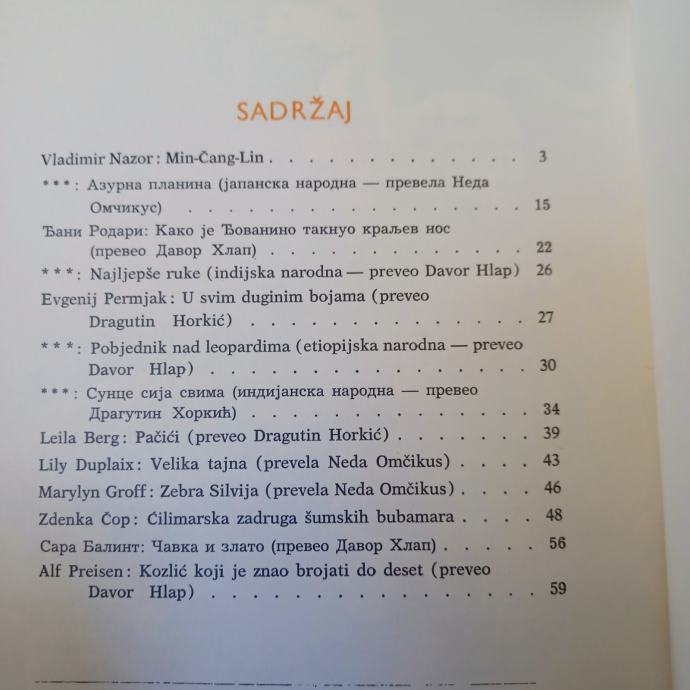 SADRŽAJ
Vladimir Nazor: Min-Čang-Lin . . . . . . . . . . . . . 3
***: Азурна планина (јапанска народна — превела Неда
Омчикус) . . . . . . . . . . . . . . . . . 15
Ђани Родари: Како је Ђованино такнуо краљев нос
(превео Давор Хлап) . . . . . . . . . . . . . 22
***: Najljepše ruke (indijska narodna — preveo Davor Hlap) 26
Evgenij Permjak: U svim duginim bojama (preveo
Dragutin Horkić) . . . . . . . . . . . . . . 27
***: Pobjednik nad leopardima (etiopijska narodna — preveo
Davor Hlap) . . . . . . . . . . . . . . . . 30
***: Сунце сија свима (индијанска народна — превео
Драгутин Хоркић) . . . . . . . . . . . . . . 34
Leila Berg: Pačići (preveo Dragutin Horkić) . . . . . . . 39
Lily Duplaix: Velika tajna (prevela Neda Omčikus) . . . . 43
Marylyn Groff: Zebra Silvija (prevela Neda Omčikus) . . . . 46
Zdenka Čop: Ćilimarska zadruga šumskih bubamara . . . . 48
Сара Балинт: Чавка и злато (превео Давор Хлап) . . . . . 56
Alf Preisen: Kozlić koji je znao brojati do deset (preveo
Davor Hlap) . . . . . . . . . . . . . . . . 59